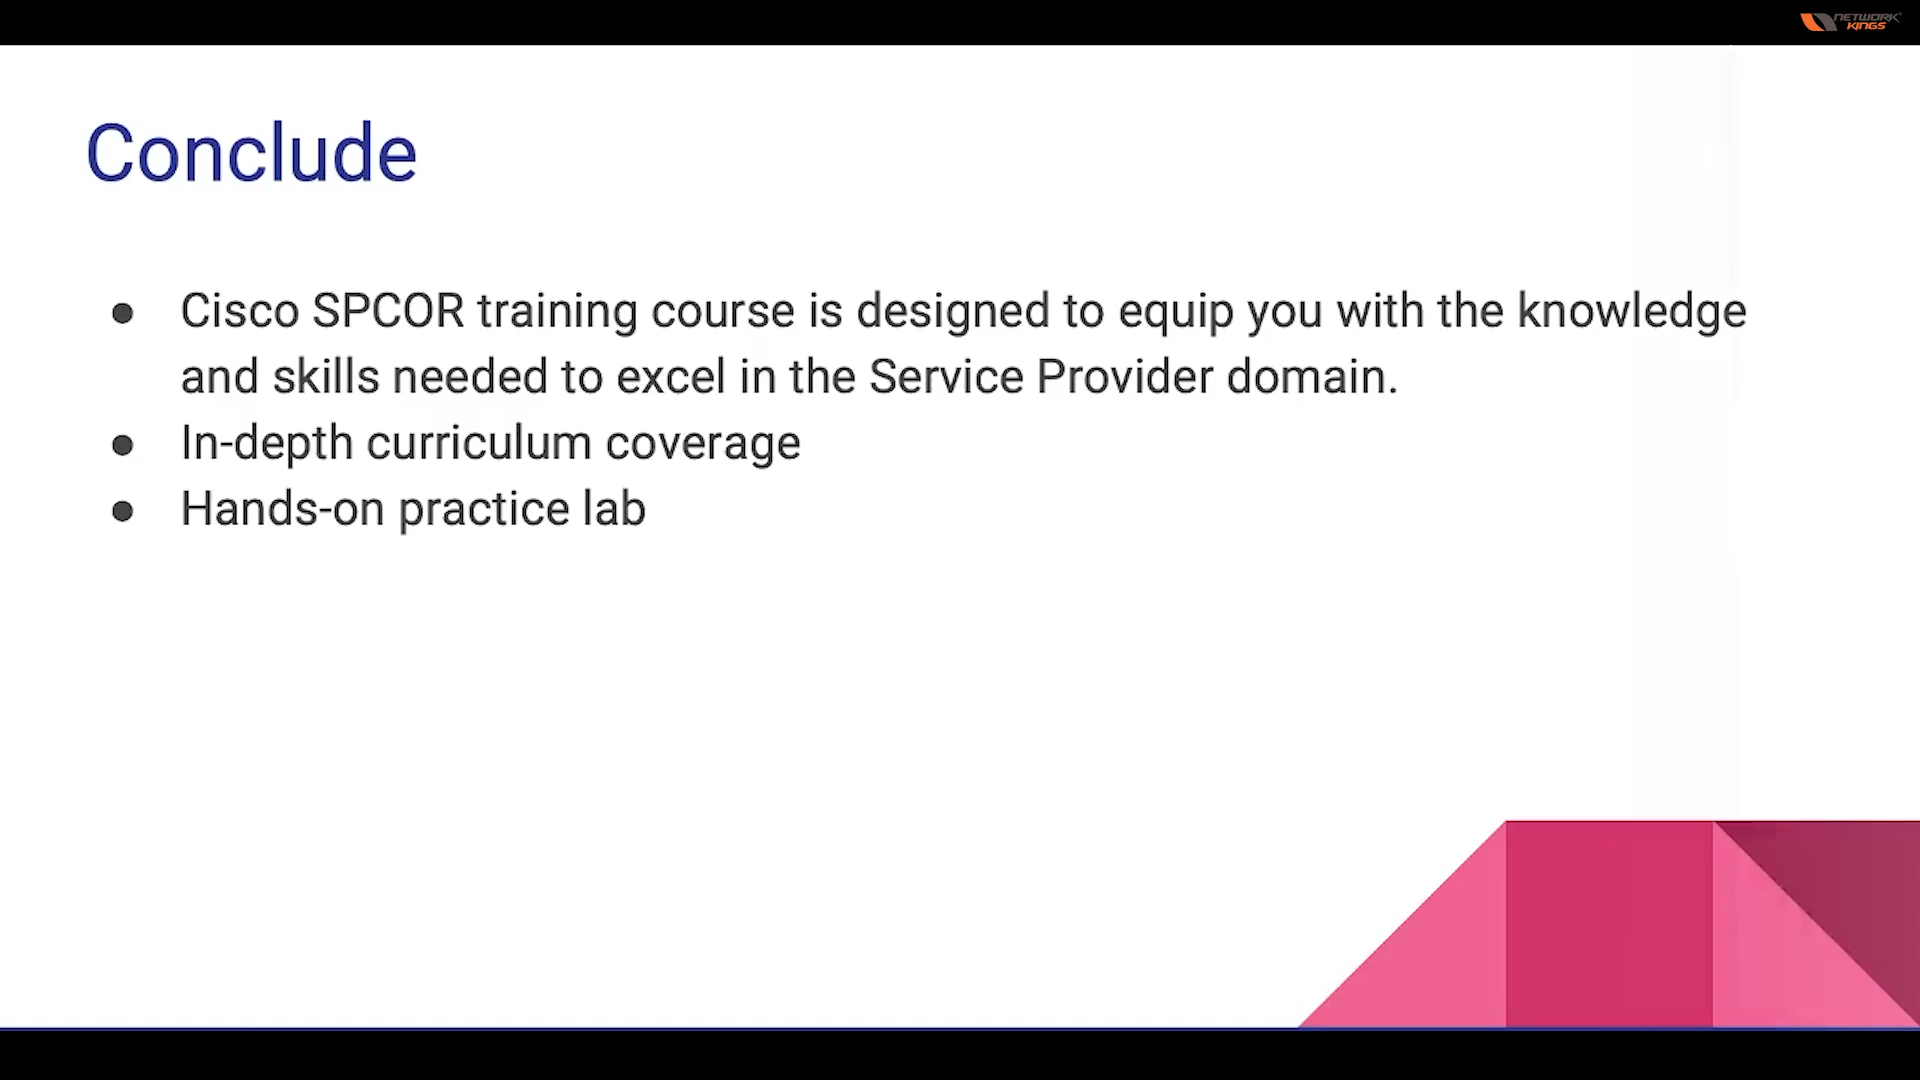 NETWORK
KINGS
Conclude
● Cisco SPCOR training course is designed to equip you with the knowledge
and skills needed to excel in the Service Provider domain.
● In-depth curriculum coverage
● Hands-on practice lab